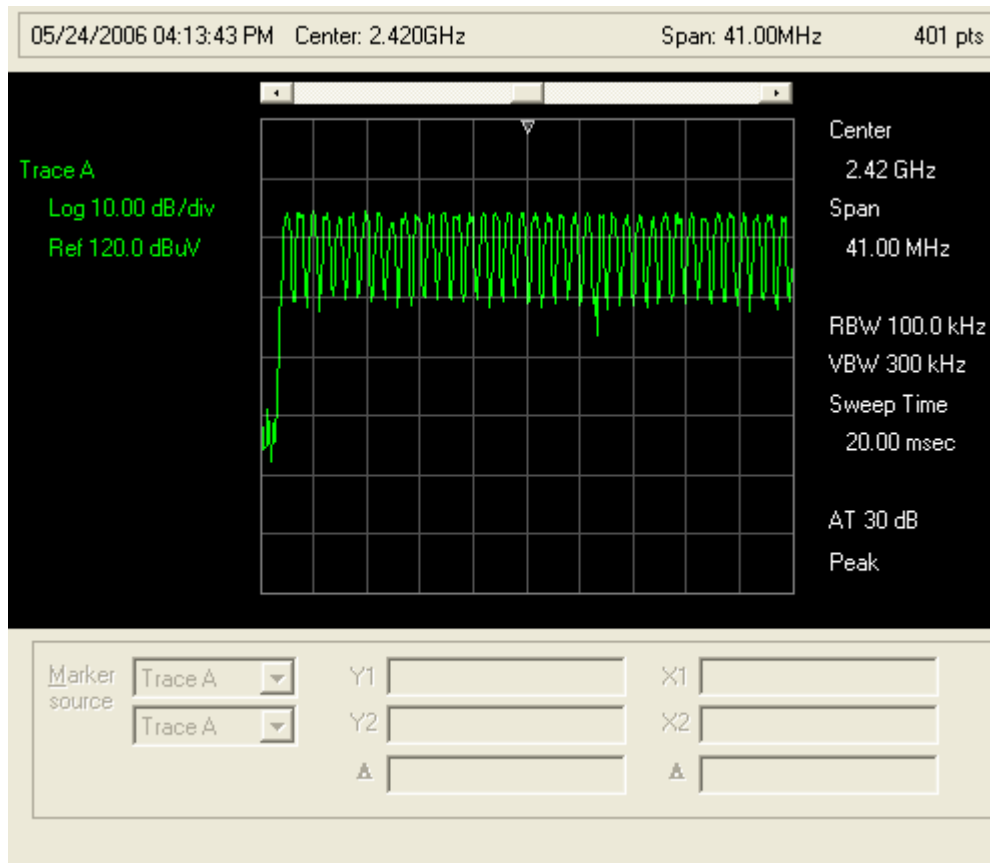 05/24/2006 04:13:43 PM Center: 2.420GHz Span: 41.00MHz 401 pts
Trace A
Log 10.00 dB/div
Ref 120.0 dBuV
Center
2.42 GHz
Span
41.00 MHz
RBW 100.0 kHz
VBW 300 kHz
Sweep Time
20.00 msec
AT 30 dB
Peak
Marker source
Trace A
Trace A
Y1
Y2
Δ
X1
X2
Δ